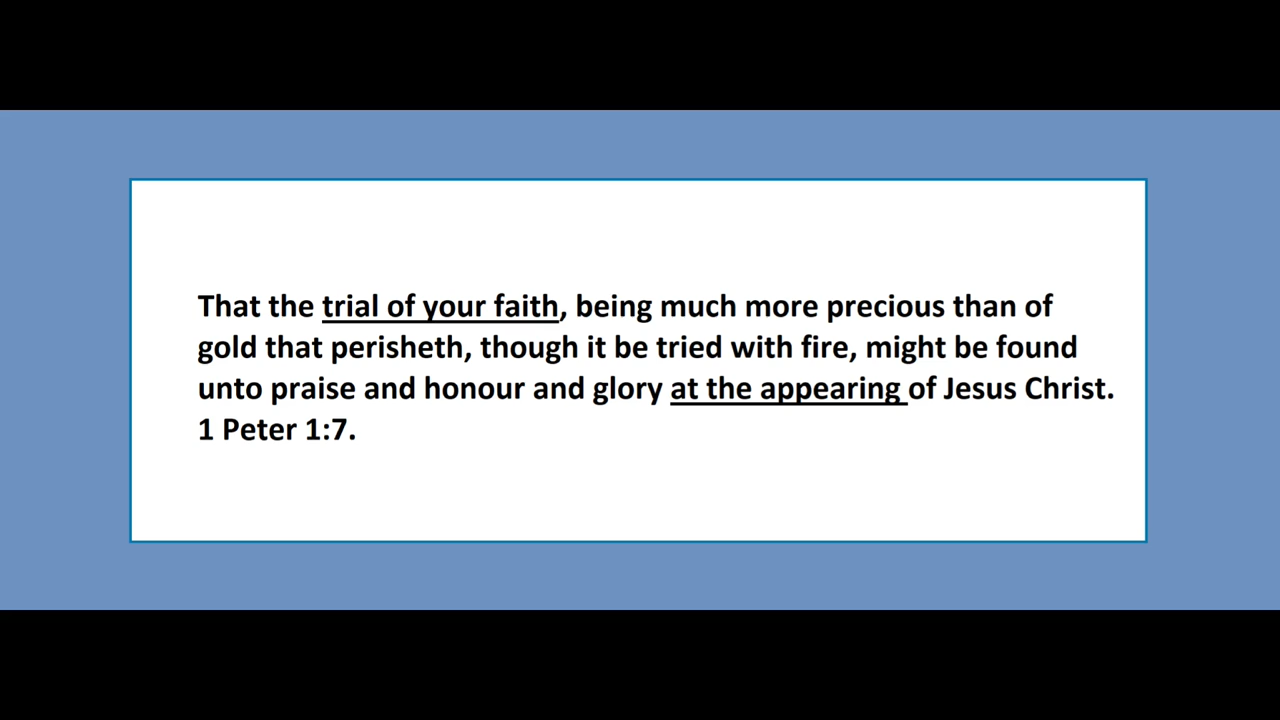 That the trial of your faith, being much more precious than of
gold that perisheth, though it be tried with fire, might be found
unto praise and honour and glory at the appearing of Jesus Christ.
1 Peter 1:7.